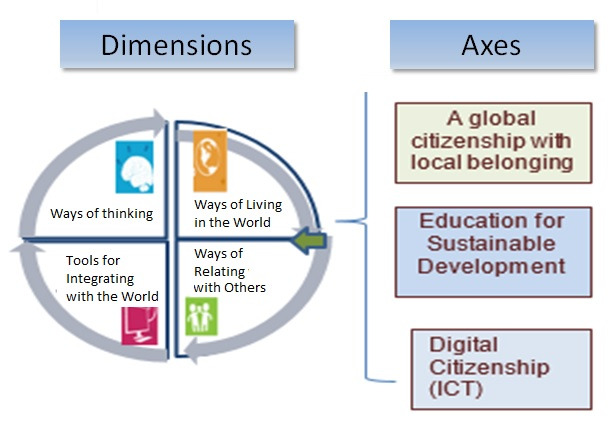 Dimensions
Axes
Ways of thinking
Ways of Living
in the World
Tools for
Integrating
with the World
Ways of
Relating
with Others
A global
citizenship with
local belonging
Education for
Sustainable
Development
Digital
Citizenship
(ICT)